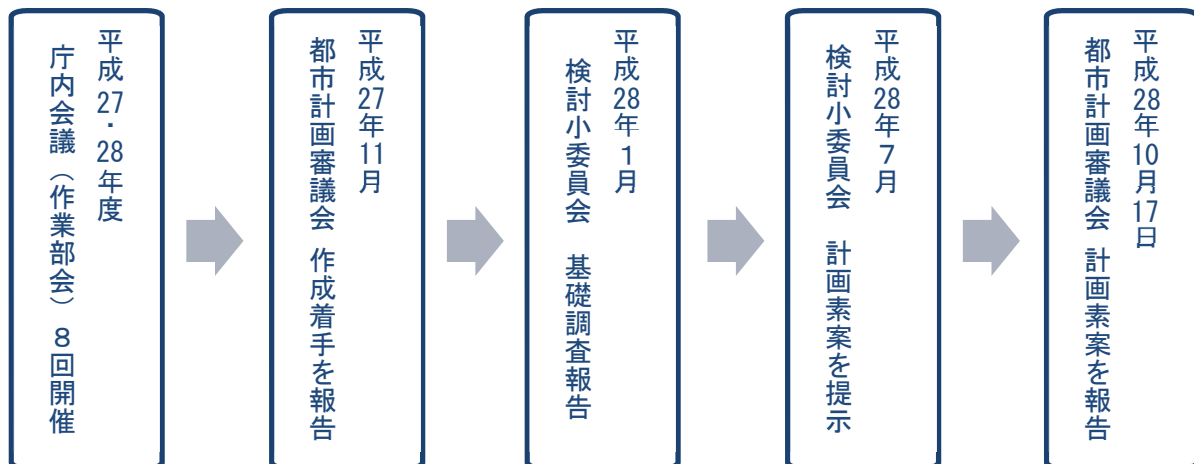 平成27・28年度
庁内会議（作業部会）８回開催
平成27年11月
都市計画審議会 作成着手を報告
平成28年１月
検討小委員会　基礎調査報告
平成28年７月
検討小委員会　計画素案を提示
平成28年10月17日
都市計画審議会 計画素案を報告